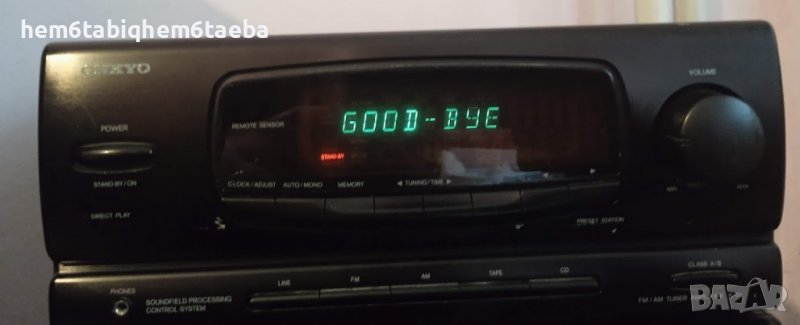 hem6tabiqhem6taeba
ONKYO
VOLUME
GOOD-BYE
POWER
REMOTE SENSOR
STAND-BY
STAND-BY/ON
CLOCK/ADJUST AUTO/MONO MEMORY ◄ TUNING/TIME ►
MIN MAX
DIRECT PLAY
PRESET STATION
PHONES
LINE FM AM TAPE CD
CLASS A/B
SOUNDFIELD PROCESSING
CONTROL SYSTEM
FM/AM TUNER
BAZAR.BG